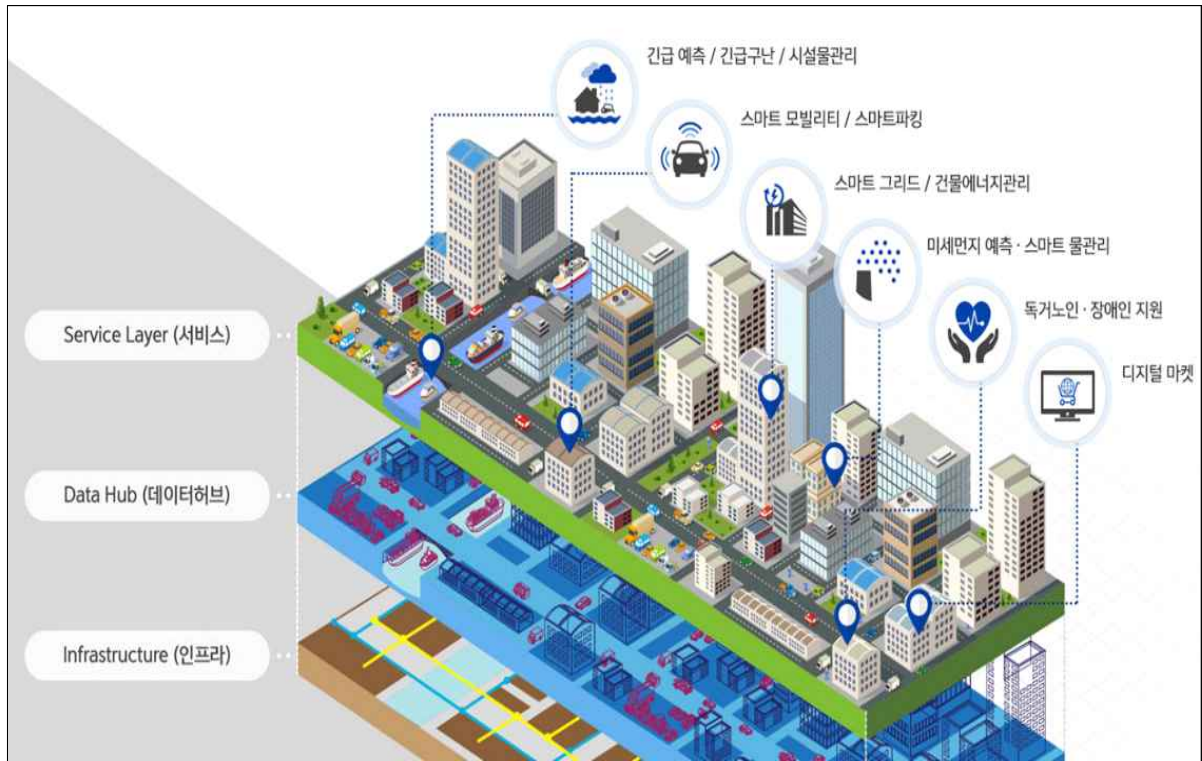 긴급 예측 / 긴급구난 / 시설물관리
스마트 모빌리티 / 스마트파킹
스마트 그리드 / 건물에너지관리
미세먼지 예측 · 스마트 물관리
독거노인 · 장애인 지원
디지털 마켓
Service Layer (서비스)
Data Hub (데이터허브)
Infrastructure (인프라)